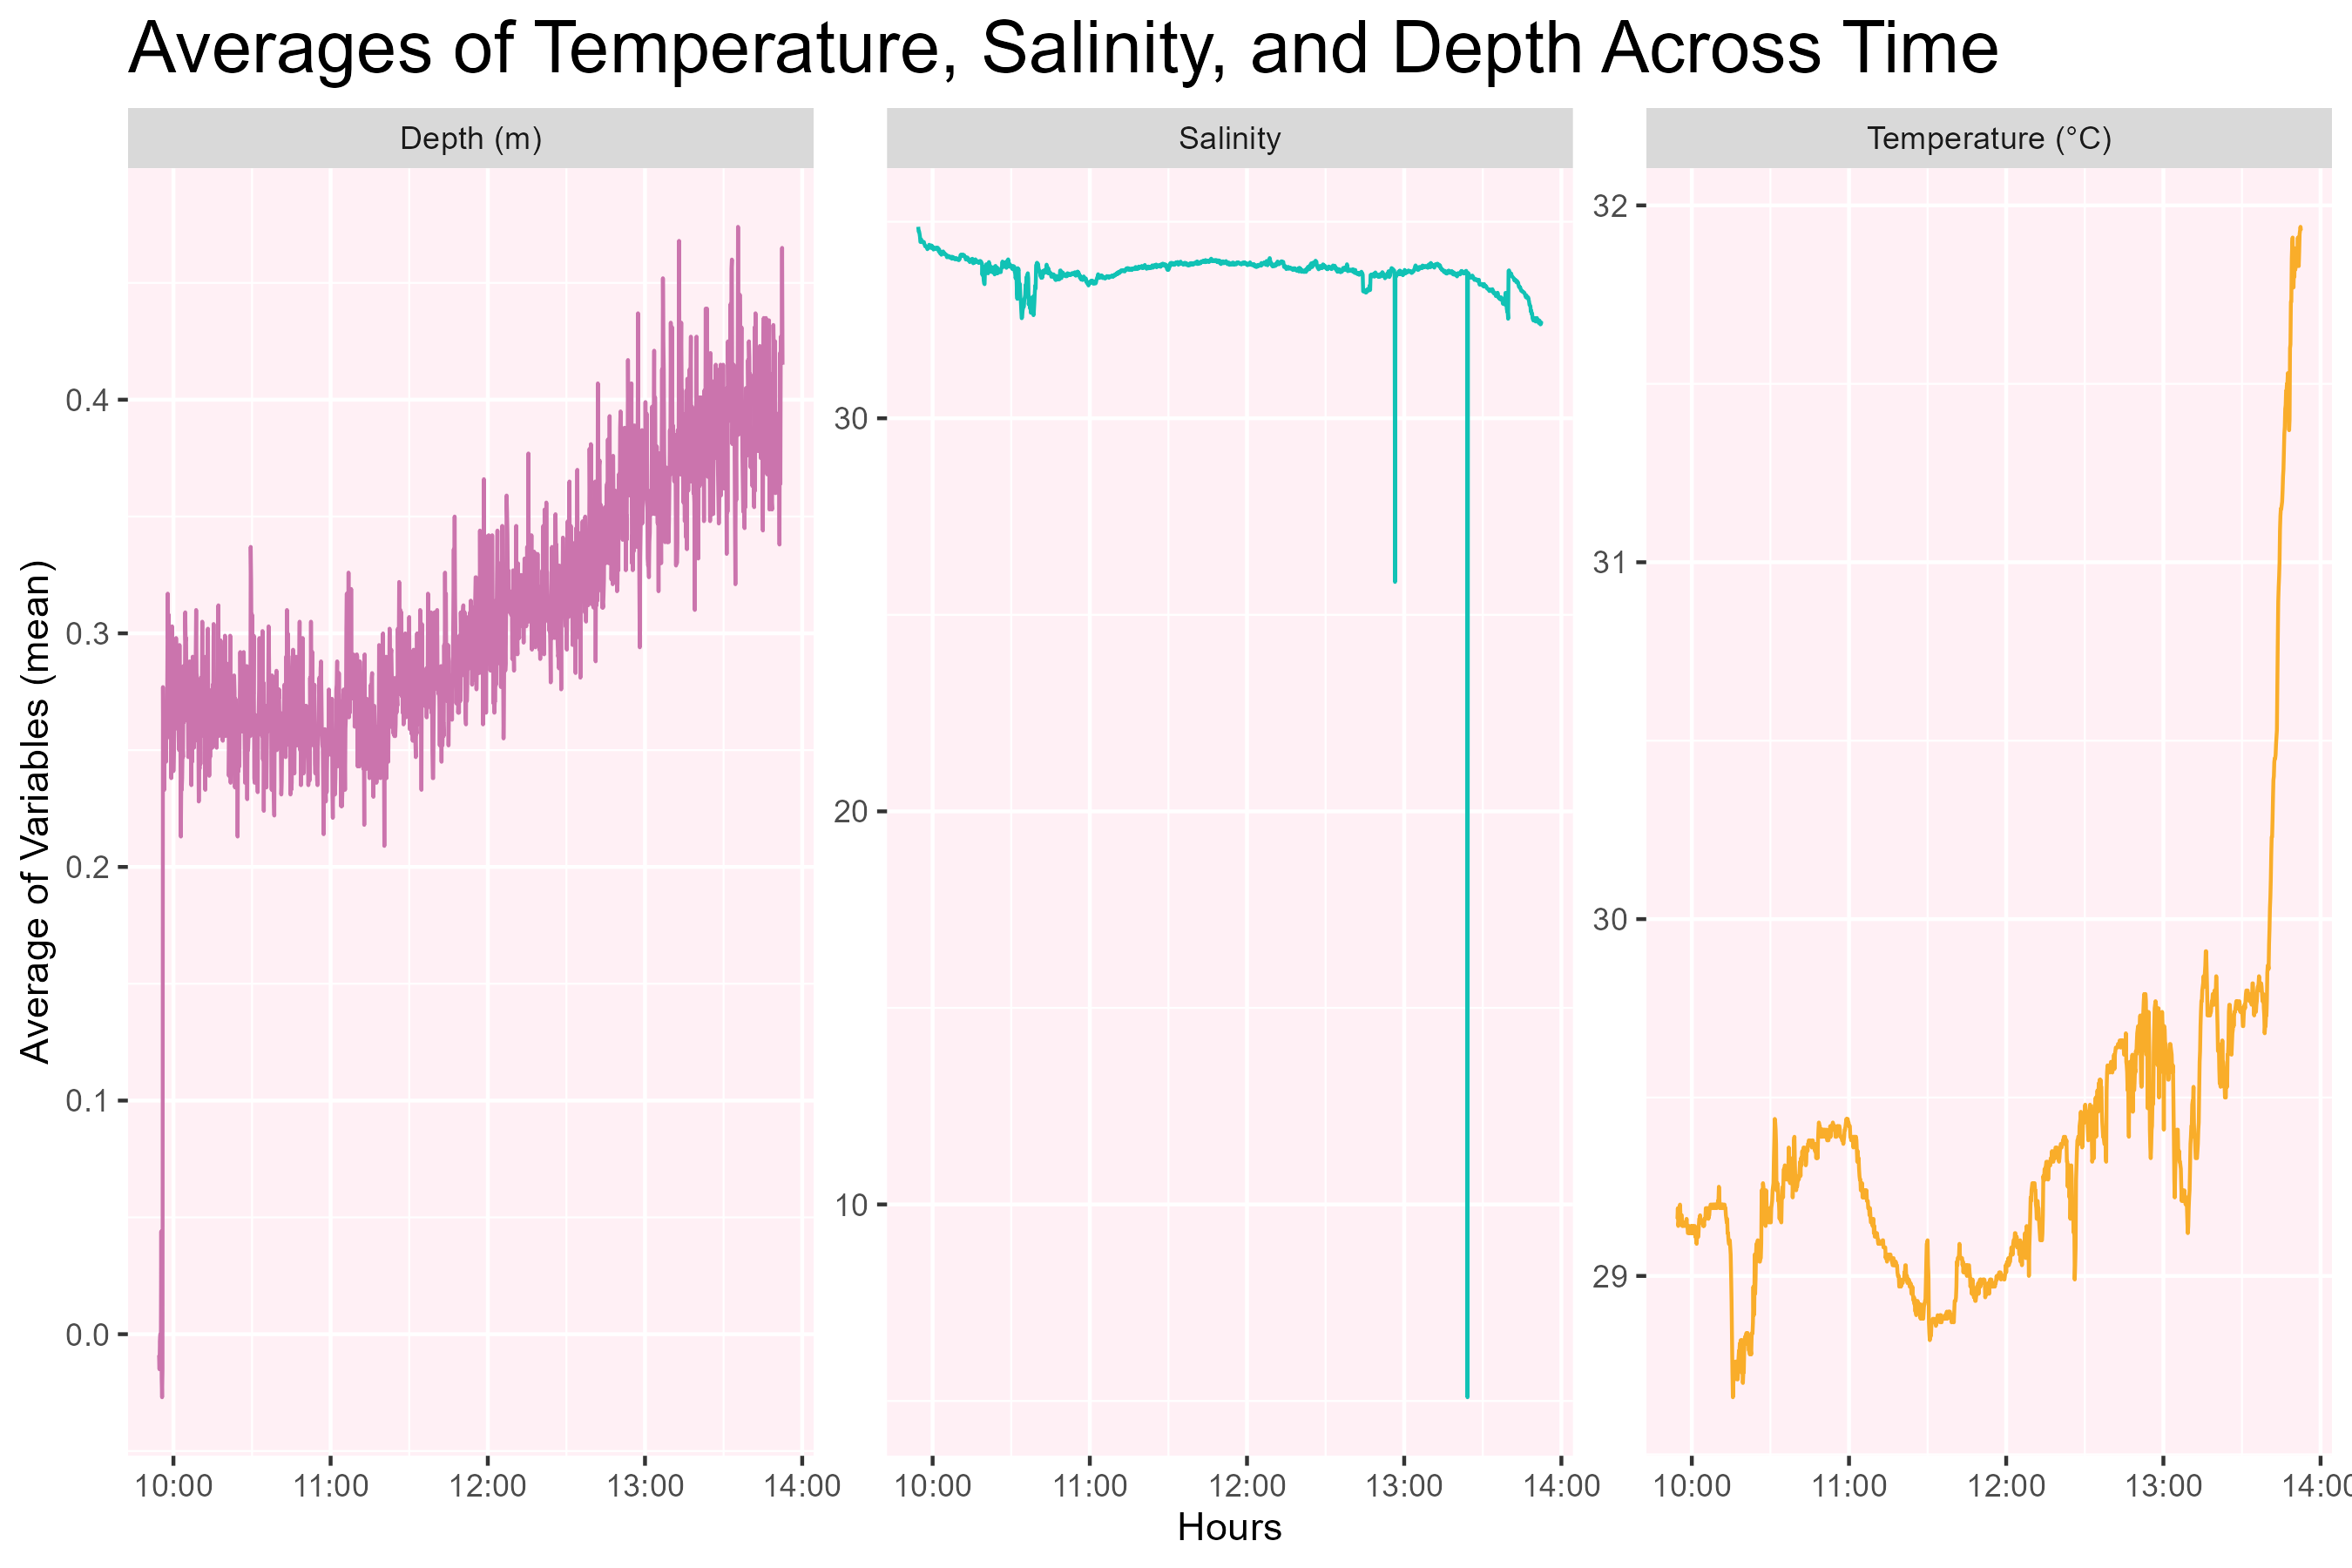 Averages of Temperature, Salinity, and Depth Across Time
Depth (m)
Salinity
Temperature (°C)
Average of Variables (mean)
0.4
0.3
0.2
0.1
0.0
30
20
10
32
31
30
29
10:00 11:00 12:00 13:00 14:00
10:00 11:00 12:00 13:00 14:00
10:00 11:00 12:00 13:00 14:00
Hours